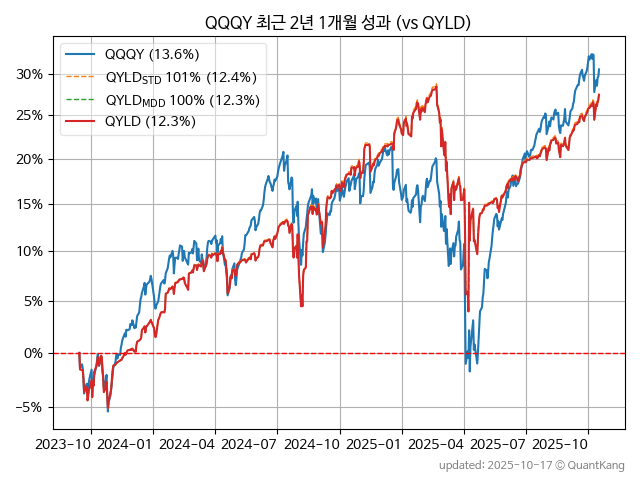 QQQY 최근 2년 1개월 성과 (vs QYLD)
QQQY (13.6%)
QYLD_STD 101% (12.4%)
QYLD_MDD 100% (12.3%)
QYLD (12.3%)
30%
25%
20%
15%
10%
5%
0%
−5%
2023−10 2024−01 2024−04 2024−07 2024−10 2025−01 2025−04 2025−07 2025−10
updated: 2025-10-17 © QuantKang